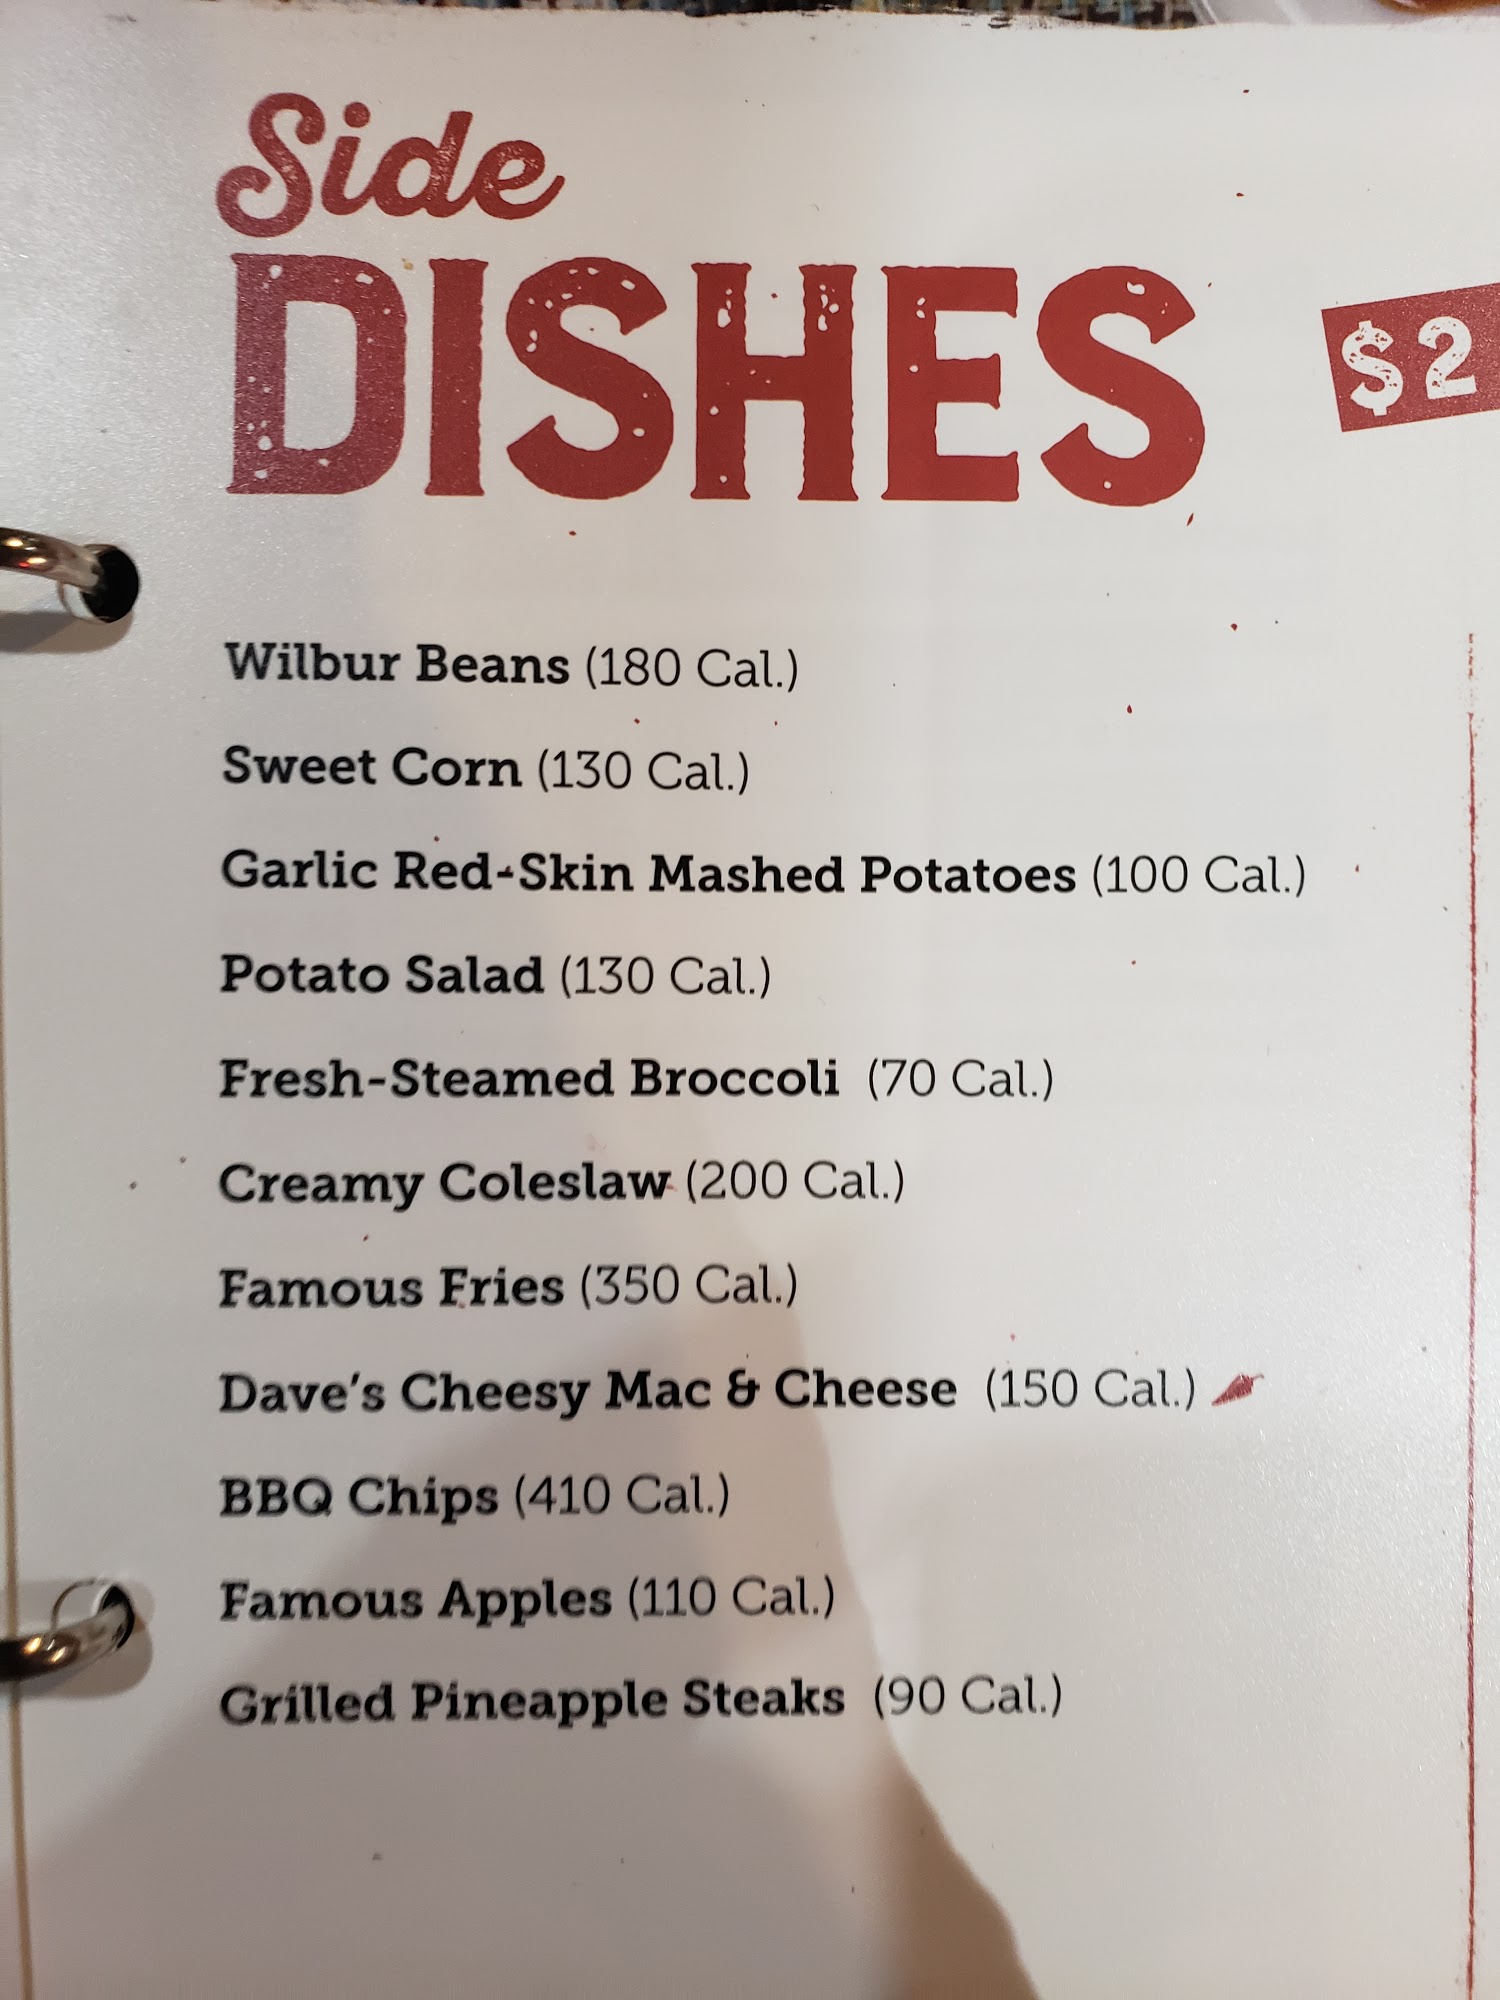 Side
DISHES
$2
Wilbur Beans (180 Cal.)
Sweet Corn (130 Cal.)
Garlic Red-Skin Mashed Potatoes (100 Cal.)
Potato Salad (130 Cal.)
Fresh-Steamed Broccoli (70 Cal.)
Creamy Coleslaw (200 Cal.)
Famous Fries (350 Cal.)
Dave's Cheesy Mac & Cheese (150 Cal.)
BBQ Chips (410 Cal.)
Famous Apples (110 Cal.)
Grilled Pineapple Steaks (90 Cal.)